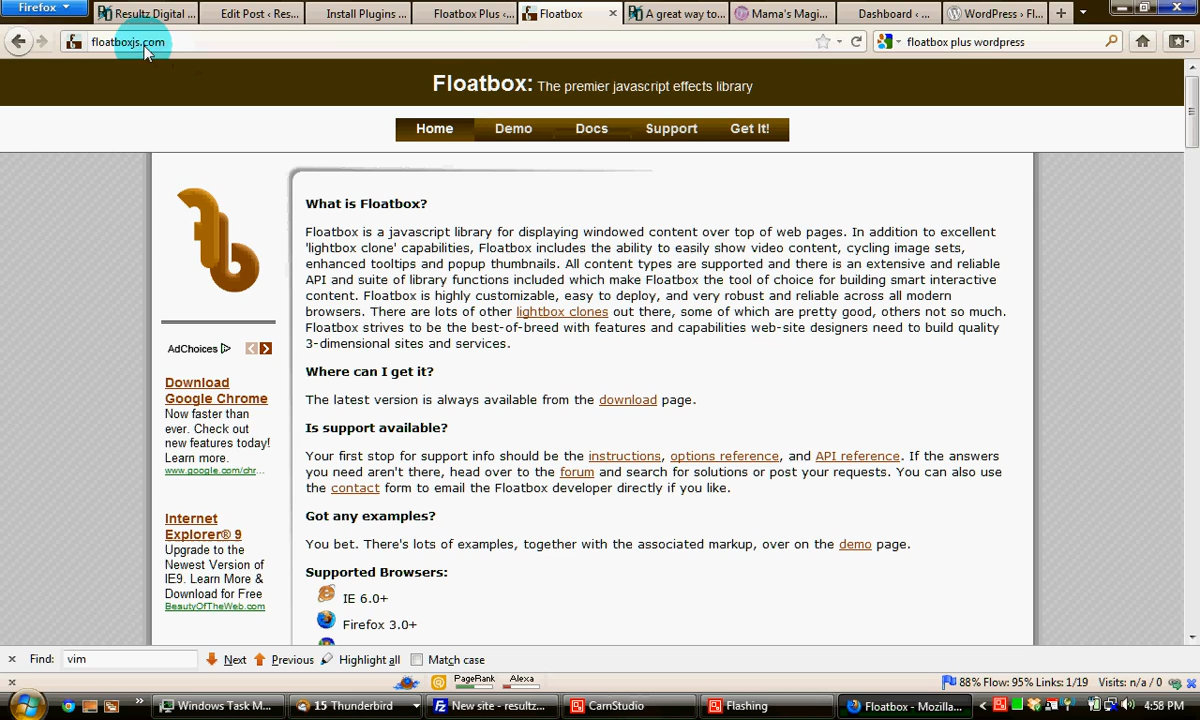 Firefox
Resultz Digital ...
Edit Post ‹ Res...
Install Plugins ...
Floatbox Plus ‹...
Floatbox
A great way to...
Mama's Magi...
Dashboard ‹ ...
WordPress › Fl...
floatboxjs.com
floatbox plus wordpress
Floatbox: The premier javascript effects library
Home Demo Docs Support Get It!
What is Floatbox?
Floatbox is a javascript library for displaying windowed content over top of web pages. In addition to excellent
'lightbox clone' capabilities, Floatbox includes the ability to easily show video content, cycling image sets,
enhanced tooltips and popup thumbnails. All content types are supported and there is an extensive and reliable
API and suite of library functions included which make Floatbox the tool of choice for building smart interactive
content. Floatbox is highly customizable, easy to deploy, and very robust and reliable across all modern
browsers. There are lots of other lightbox clones out there, some of which are pretty good, others not so much.
Floatbox strives to be the best-of-breed with features and capabilities web-site designers need to build quality
3-dimensional sites and services.
Where can I get it?
The latest version is always available from the download page.
Is support available?
Your first stop for support info should be the instructions, options reference, and API reference. If the answers
you need aren't there, head over to the forum and search for solutions or post your requests. You can also use
the contact form to email the Floatbox developer directly if you like.
Got any examples?
You bet. There's lots of examples, together with the associated markup, over on the demo page.
Supported Browsers:
IE 6.0+
Firefox 3.0+
AdChoices
Download
Google Chrome
Now faster than
ever. Check out
new features today!
Learn more.
www.google.com/chr...
Internet
Explorer® 9
Upgrade to the
Newest Version of
IE9. Learn More &
Download for Free
BeautyOfTheWeb.com
Find: vim Next Previous Highlight all Match case
PageRank Alexa
88% Flow: 95% Links: 1/19 Visits: n/a / 0
Windows Task M...
15 Thunderbird
New site - resultz...
CamStudio
Flashing
Floatbox - Mozilla...
4:58 PM